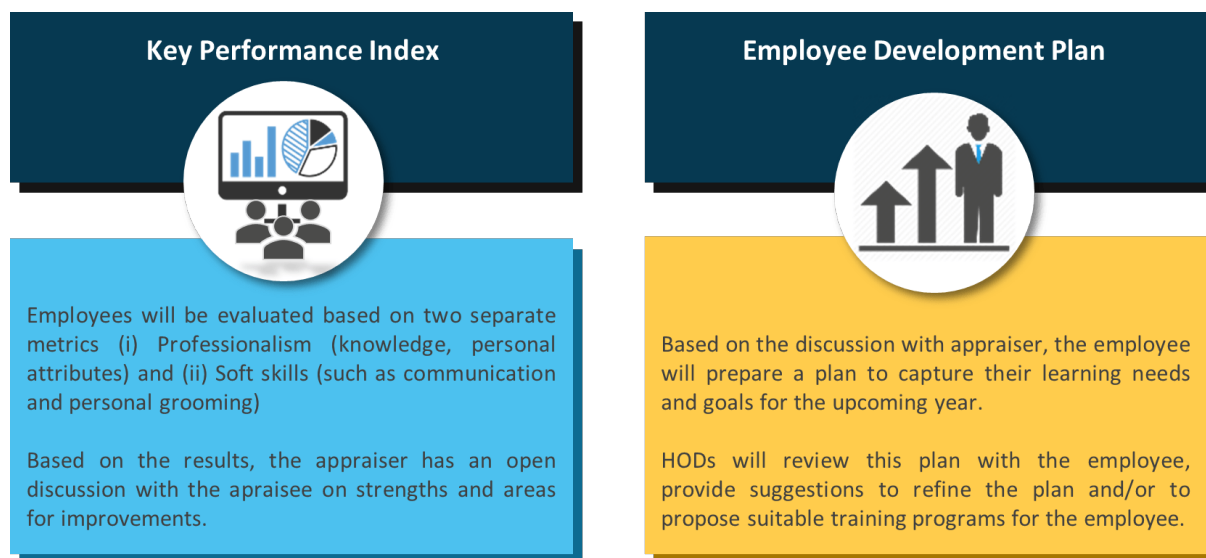 Key Performance Index
Employees will be evaluated based on two separate
metrics (i) Professionalism (knowledge, personal
attributes) and (ii) Soft skills (such as communication
and personal grooming)
Based on the results, the appraiser has an open
discussion with the apraisee on strengths and areas
for improvements.
Employee Development Plan
Based on the discussion with appraiser, the employee
will prepare a plan to capture their learning needs
and goals for the upcoming year.
HODs will review this plan with the employee,
provide suggestions to refine the plan and/or to
propose suitable training programs for the employee.